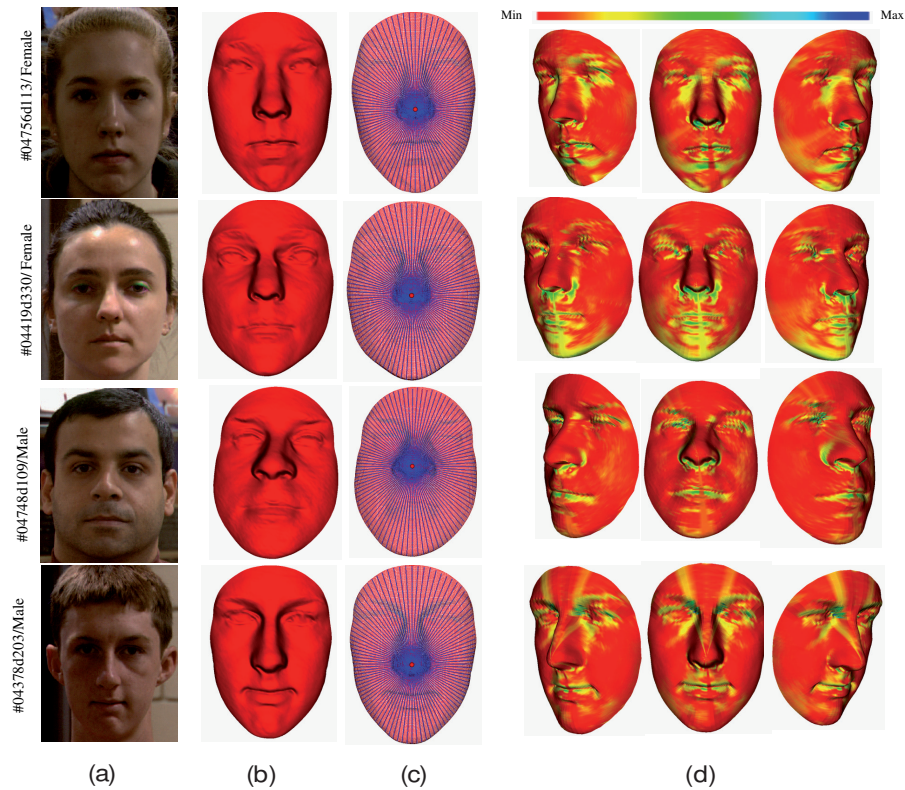 Min Max
#04756d113/ Female
#04419d330/ Female
#04748d109/Male
#04378d203/Male
(a) (b) (c) (d)